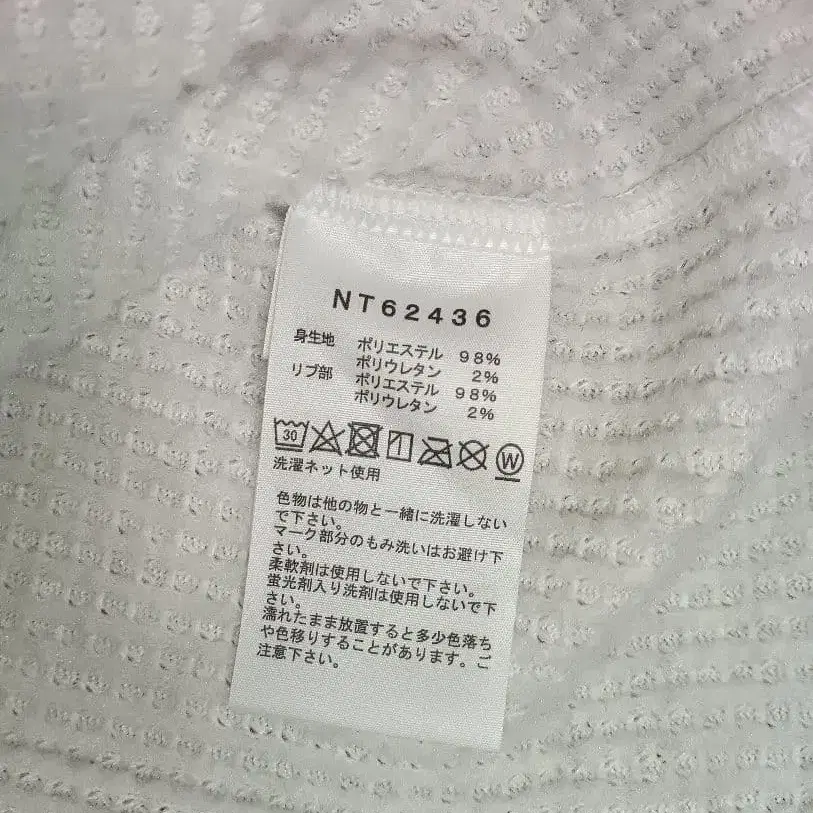 NT62436
身生地 ポリエステル 98%
ポリウレタン 2%
リブ部 ポリエステル 98%
ポリウレタン 2%
30 W
洗濯ネット使用
色物は他の物と一緒に洗濯しない
で下さい。
マーク部分のもみ洗いはお避け下
さい。
柔軟剤は使用しないで下さい。
蛍光剤入り洗剤は使用しないで下
さい。
濡れたまま放置すると多少色落ち
や色移りすることがあります。ご
注意下さい。